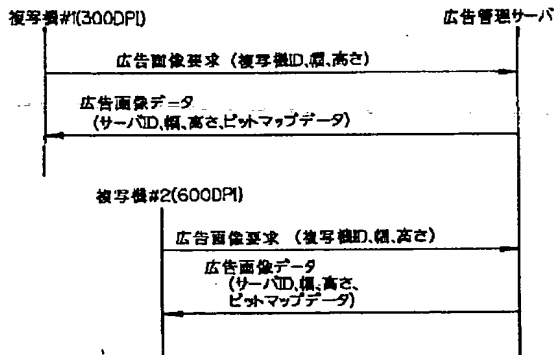 複写機#1(300DPI)
広告管理サーバ
広告画像要求 (複写機ID,幅,高さ)
広告画像データ
(サーバID,幅、高さ,ビットマップデータ)
複写機#2(600DPI)
広告画像要求 (複写機ID,幅,高さ)
広告画像データ
(サーバID,幅,高さ、
ビットマップデータ)